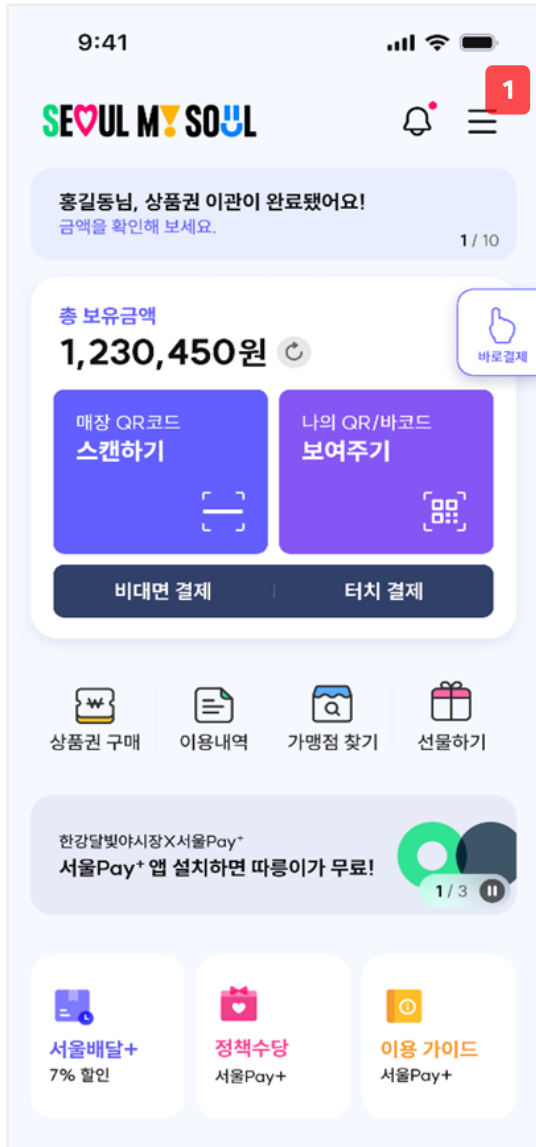 9:41
1
SEOUL MY SOUL
홍길동님, 상품권 이관이 완료됐어요!
금액을 확인해 보세요.
1 / 10
총 보유금액
1,230,450원
바로결제
매장 QR코드
스캔하기
나의 QR/바코드
보여주기
비대면 결제
터치 결제
상품권 구매
이용내역
가맹점 찾기
선물하기
한강달빛야시장X서울Pay⁺
서울Pay⁺ 앱 설치하면 따릉이가 무료!
1 / 3
서울배달+
7% 할인
정책수당
서울Pay+
이용 가이드
서울Pay+